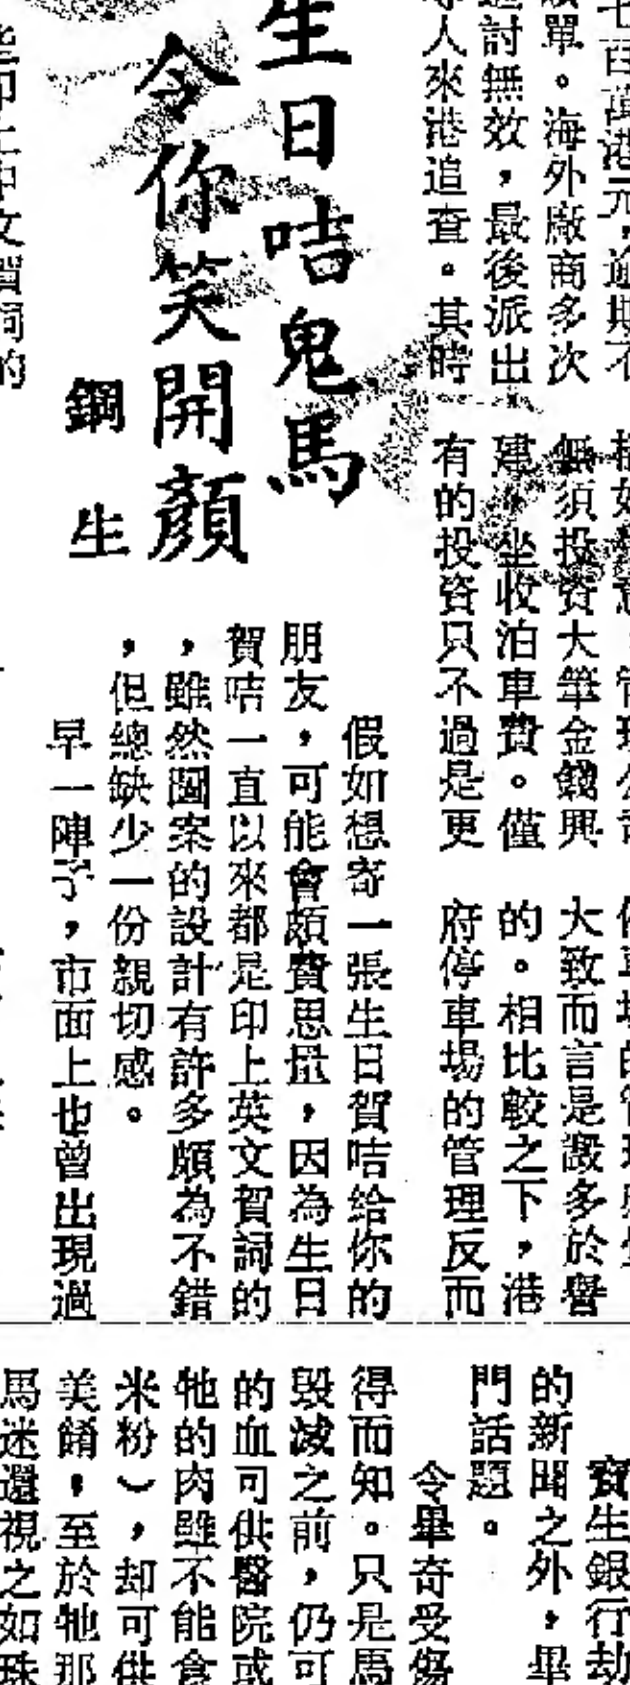 七百萬港元，逾期不
單。海外廠商多次
討無效，最後派出
人來港追查。其時
無須投資大筆金錢興
建，坐收泊車費。僅
有的投資只不過是更
大致而言是譭多於譽
的。相比較之下，港
府停車場的管理反而
生日咭鬼馬
令你笑開顏
鋼生
假如想寄一張生日賀咭給你的
朋友，可能會頗費思量，因為生日
賀咭一直以來都是印上英文賀詞的
，雖然圖案的設計有許多頗為不錯
，但總缺少一份親切感。
早一陣子，市面上也曾出現過
印上中文賀詞的
寶生銀行劫
的新聞之外，畢
門話題。
令畢奇受傷
得而知。只是馬
毀滅之前，仍可
的血可供醫院或
牠的肉雖不能食
米粉），却可供
美餚，至於牠那
馬迷還視之如珠